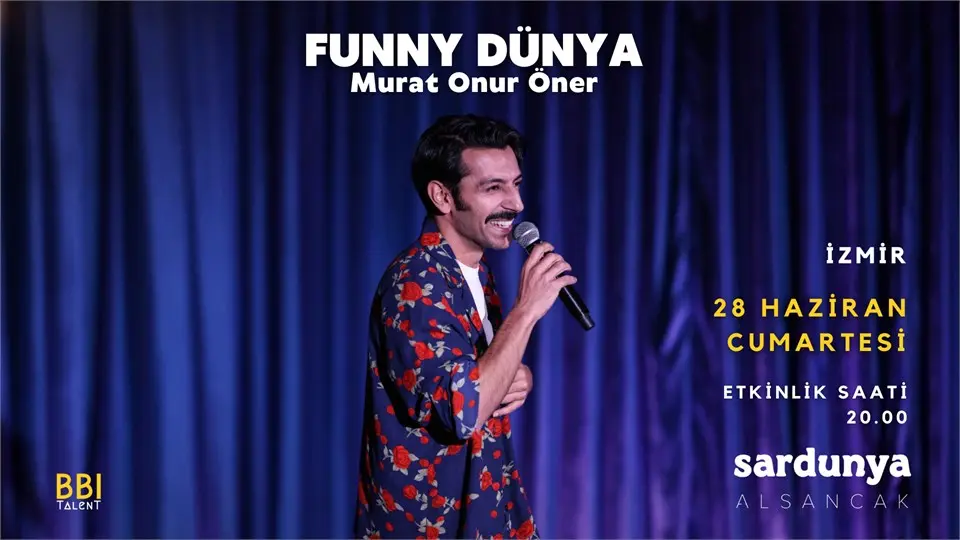 FUNNY DÜNYA
Murat Onur Öner
İZMİR
28 HAZİRAN
CUMARTESİ
ETKİNLİK SAATİ
20.00
sardunya
ALSANCAK
BBI
TALENT